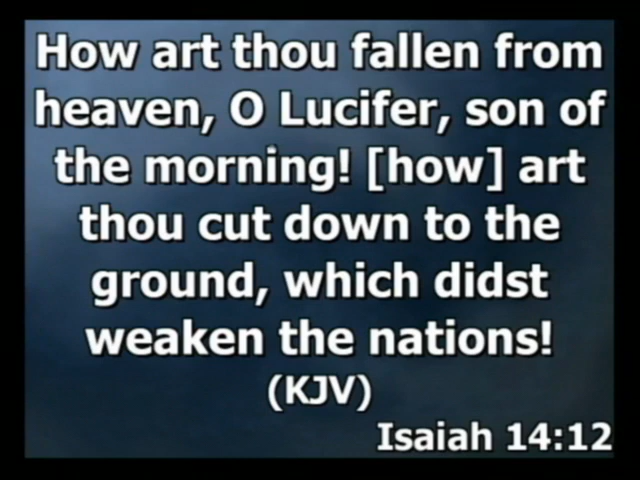 How art thou fallen from
heaven, O Lucifer, son of
the morning! [how] art
thou cut down to the
ground, which didst
weaken the nations!
(KJV)
Isaiah 14:12